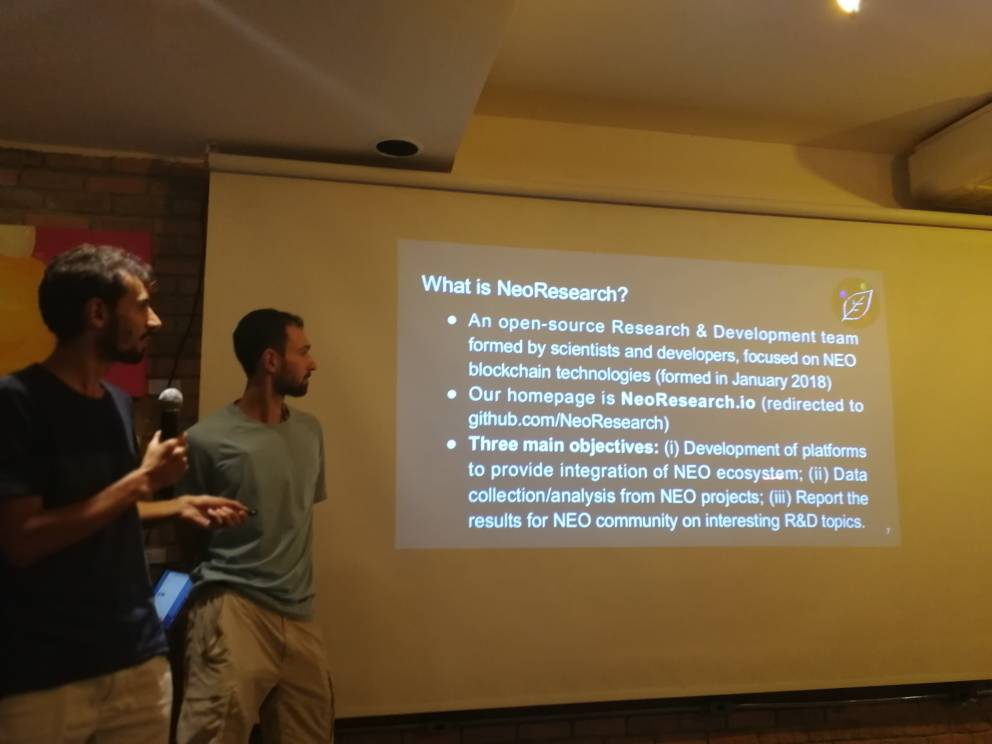 What is NeoResearch?
● An open-source Research & Development team
formed by scientists and developers, focused on NEO
blockchain technologies (formed in January 2018)
● Our homepage is NeoResearch.io (redirected to
github.com/NeoResearch)
● Three main objectives: (i) Development of platforms
to provide integration of NEO ecosystem; (ii) Data
collection/analysis from NEO projects; (iii) Report the
results for NEO community on interesting R&D topics.
7